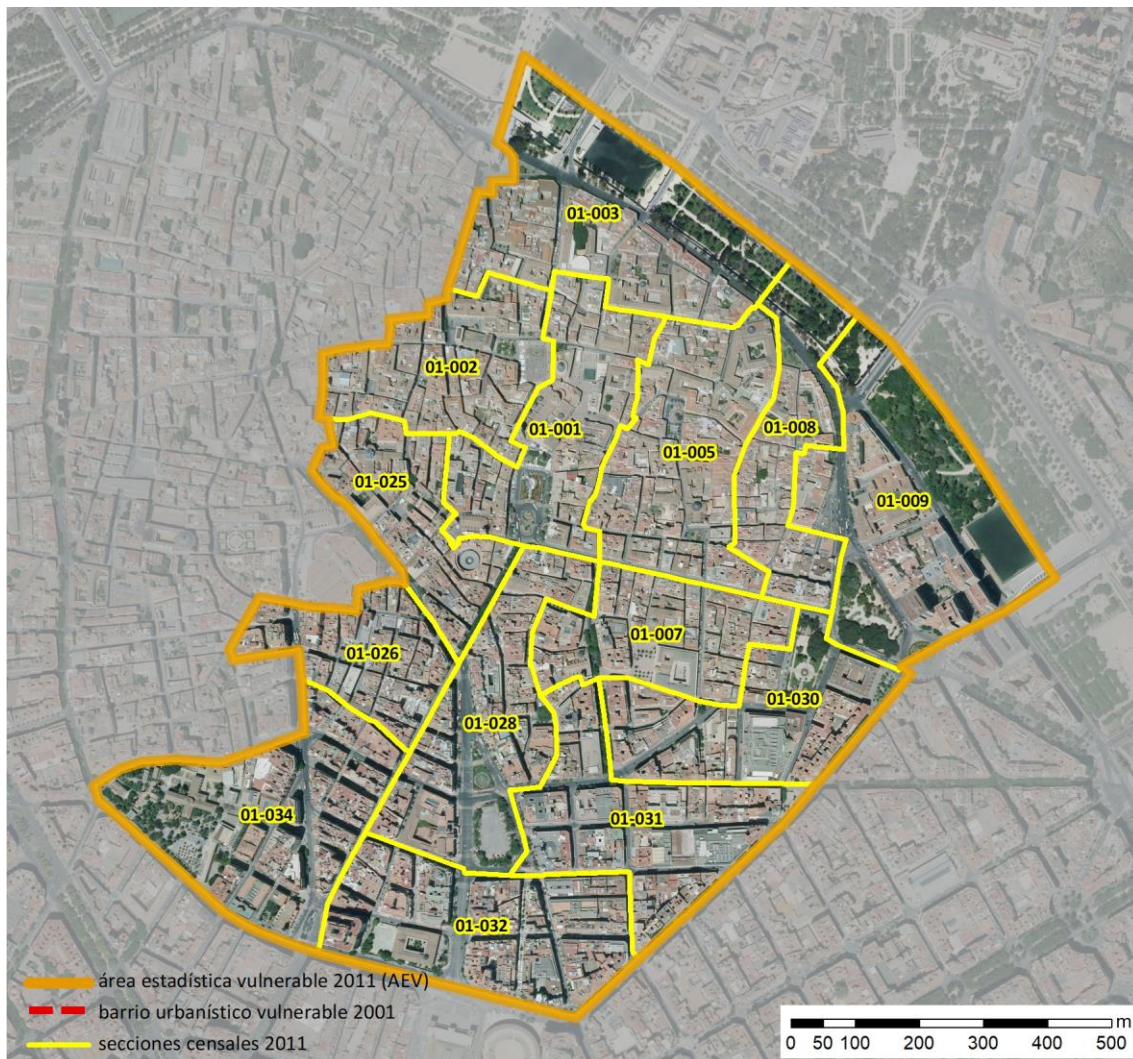 01-003
01-002
01-001
01-008
01-005
01-025
01-009
01-007
01-026
01-030
01-028
01-034
01-031
01-032
área estadística vulnerable 2011 (AEV)
barrio urbanístico vulnerable 2001
secciones censales 2011
m
0 50 100 200 300 400 500